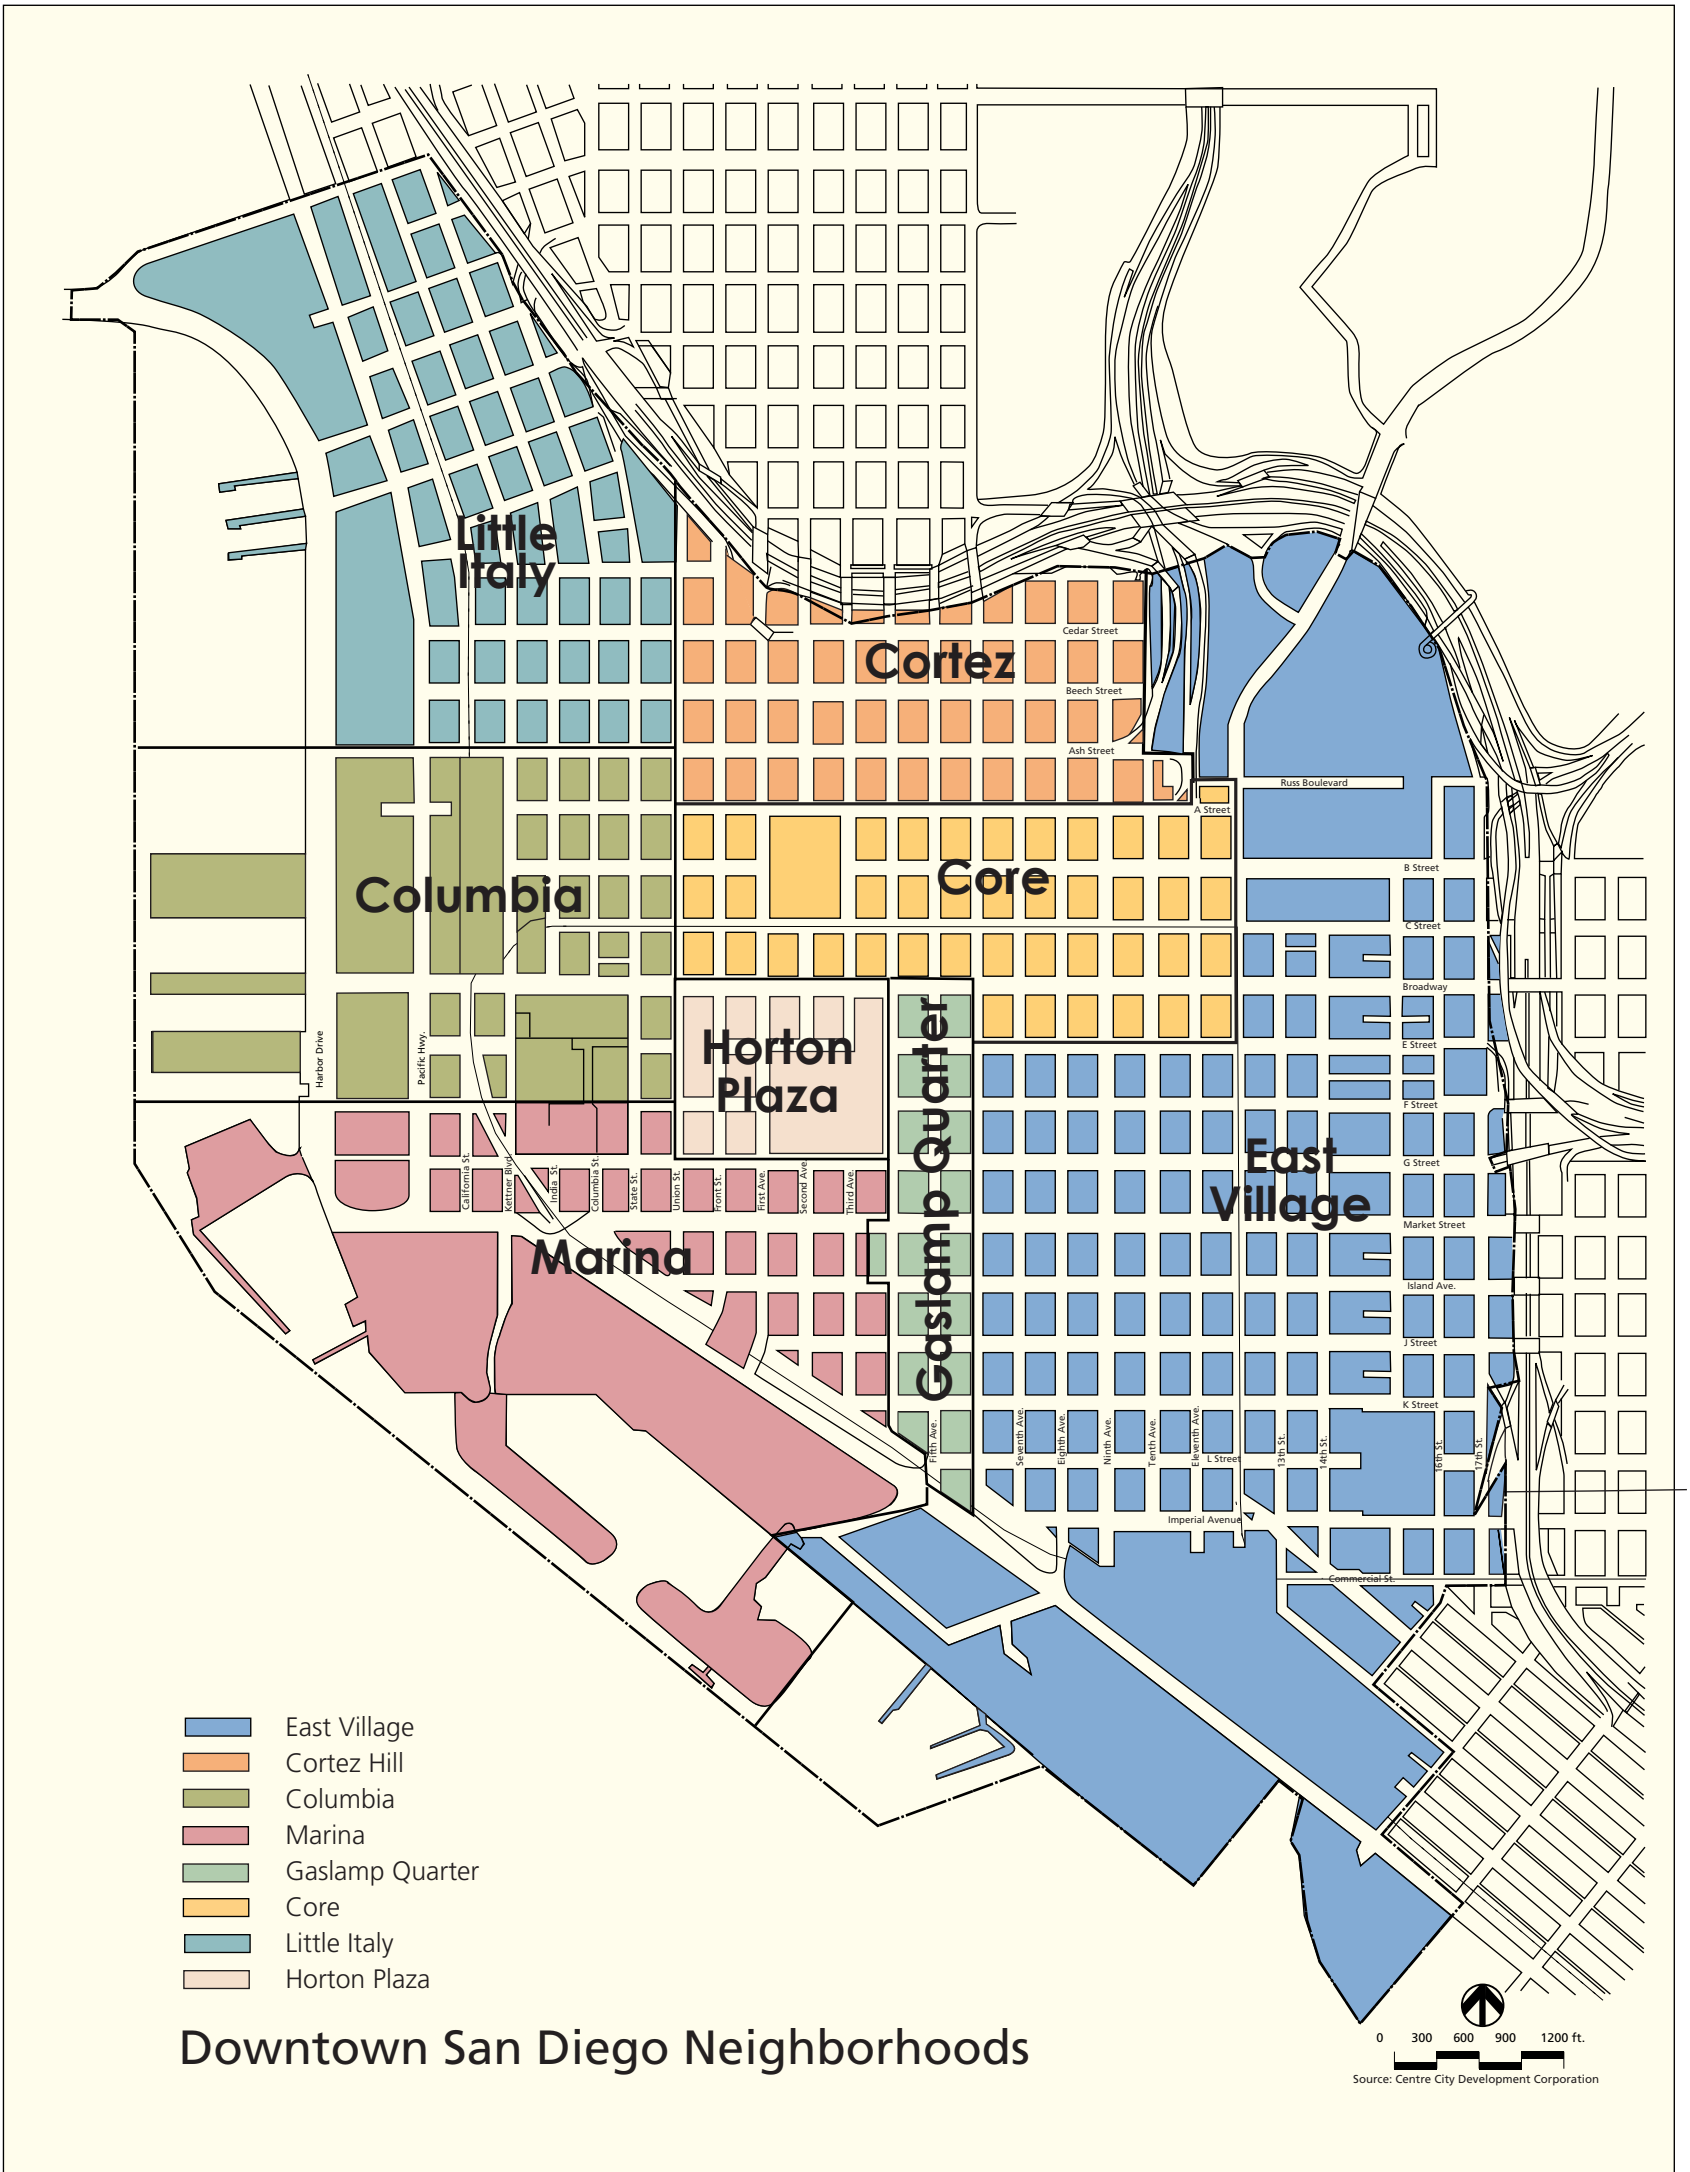 Little
Italy
Cedar Street
Cortez
Beech Street
Ash Street
Russ Boulevard
A Street
B Street
Core
Columbia
C Street
Broadway
Harbor Drive
Pacific Hwy.
Horton
Plaza
E Street
F Street
Gaslamp Quarter
East
Village
G Street
California St.
Kettner Blvd.
India St.
Columbia St.
State St.
Union St.
Front St.
First Ave.
Second Ave.
Third Ave.
Market Street
Marina
Island Ave.
J Street
K Street
Fifth Ave.
Seventh Ave.
Eighth Ave.
Ninth Ave.
Tenth Ave.
Eleventh Ave.
L Street
13th St.
14th St.
16th St.
17th St.
Imperial Avenue
Commercial St.
East Village
Cortez Hill
Columbia
Marina
Gaslamp Quarter
Core
Little Italy
Horton Plaza
Downtown San Diego Neighborhoods
0 300 600 900 1200 ft.
Source: Centre City Development Corporation